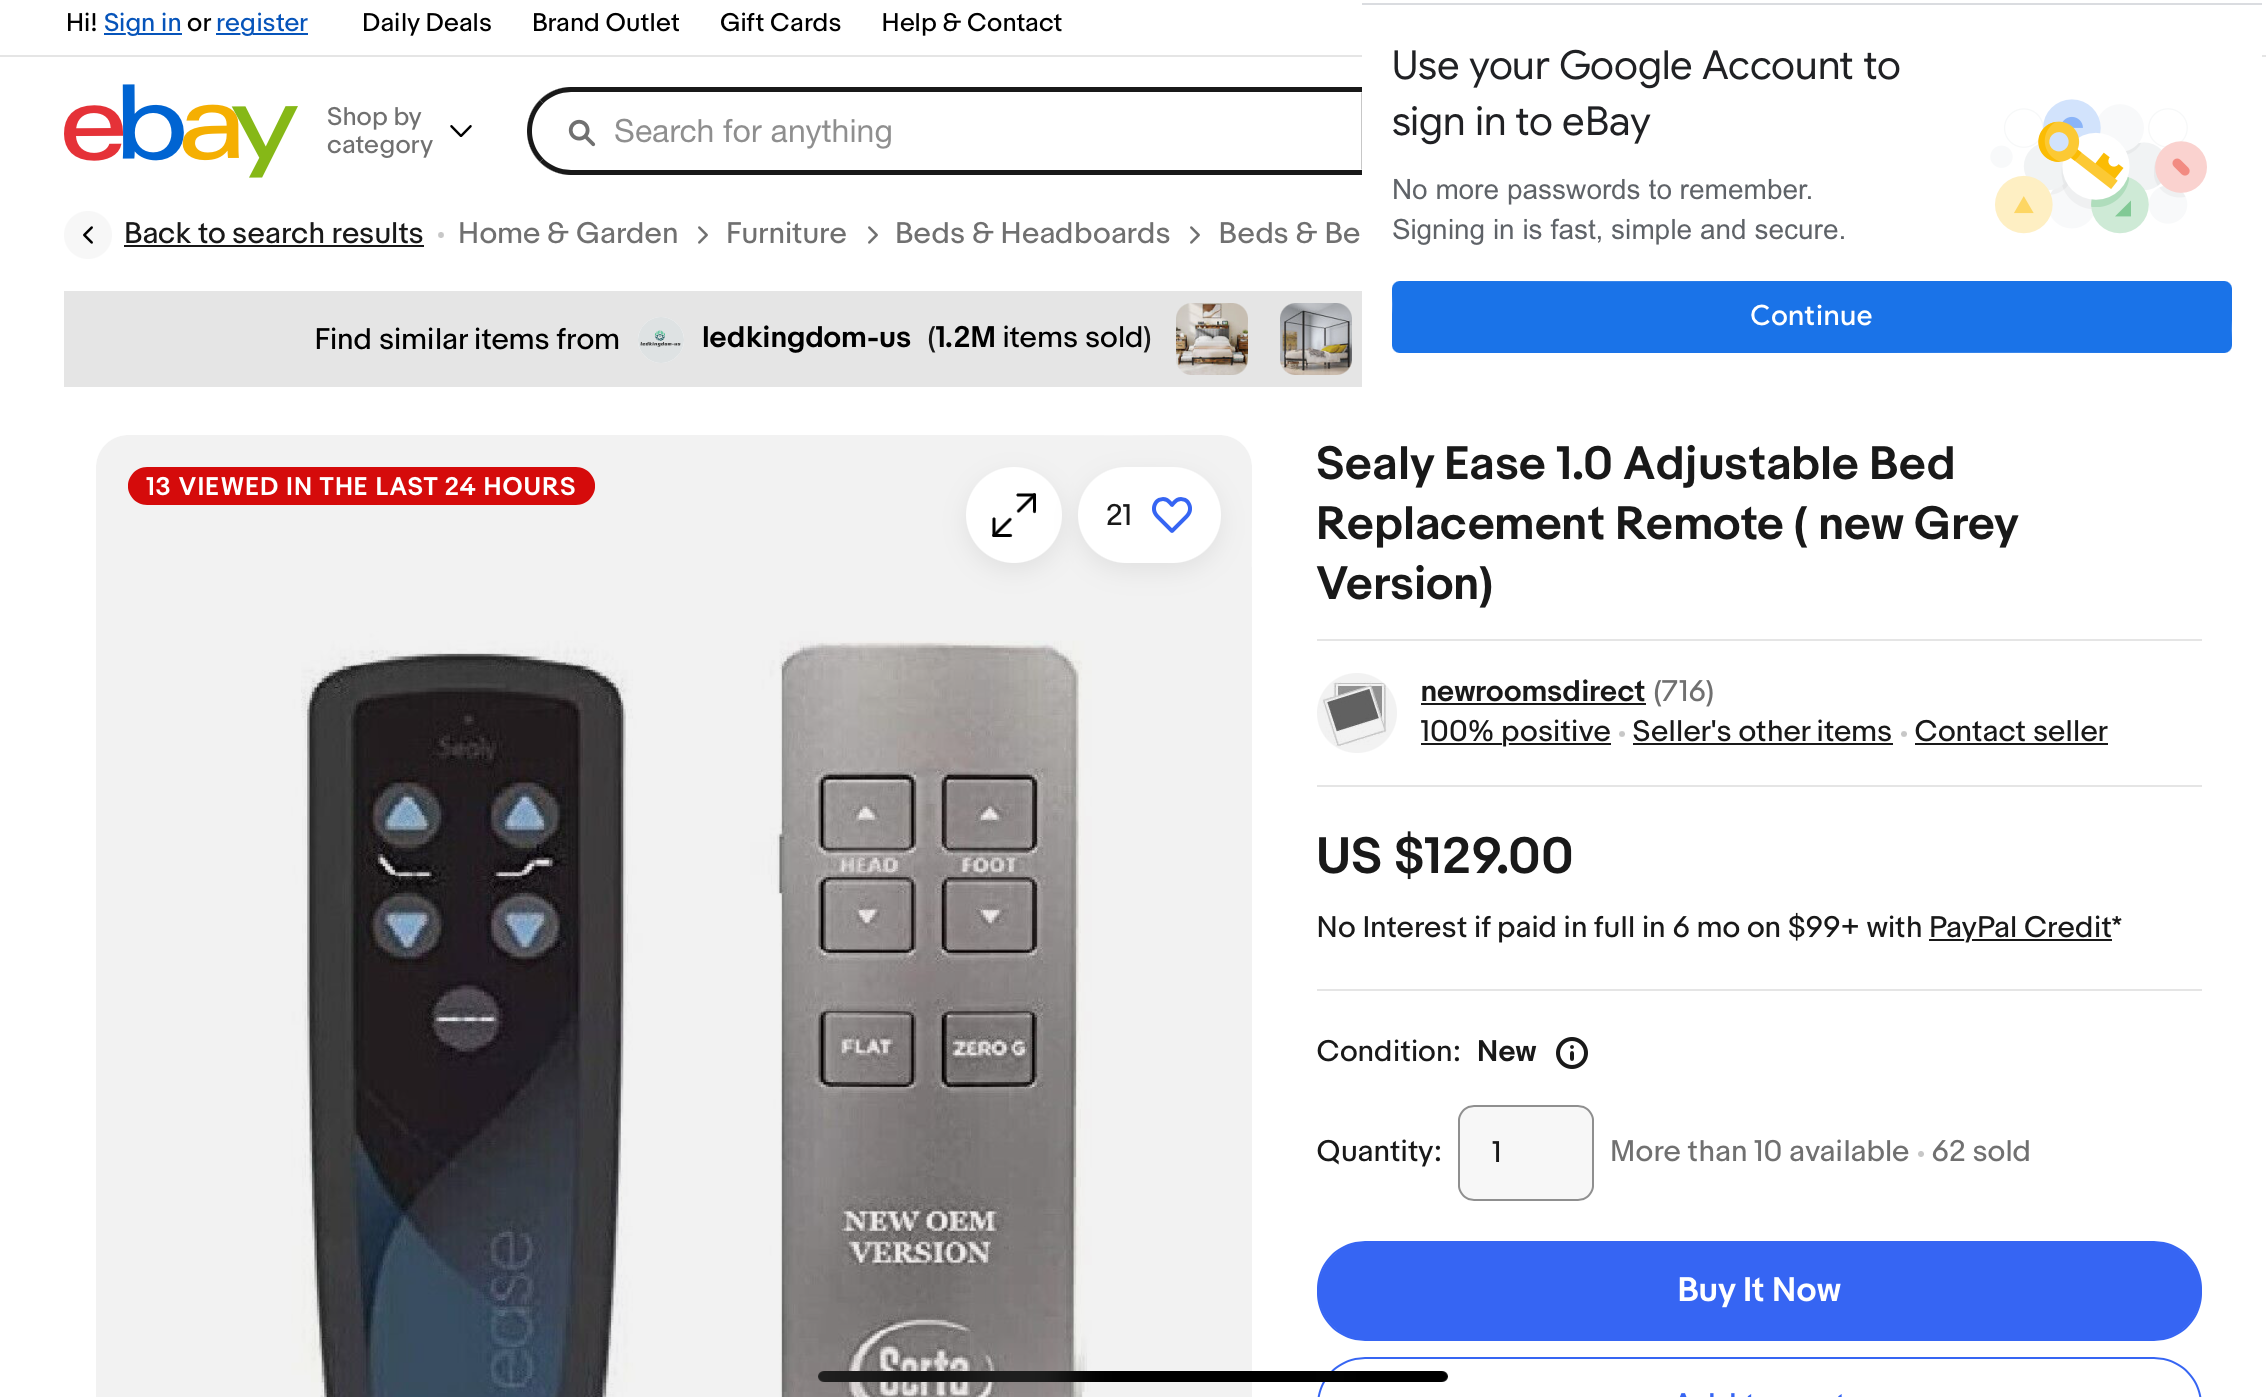 Hi! Sign in or register Daily Deals Brand Outlet Gift Cards Help & Contact
Use your Google Account to
sign in to eBay
No more passwords to remember.
Signing in is fast, simple and secure.
Continue
ebay
Shop by
category
Search for anything
Back to search results • Home & Garden > Furniture > Beds & Headboards > Beds & Be
Find similar items from ledkingdom-us ledkingdom-us (1.2M items sold)
13 VIEWED IN THE LAST 24 HOURS
21
Sealy
ease
HEAD FOOT
FLAT ZERO G
NEW OEM
VERSION
Serta
Sealy Ease 1.0 Adjustable Bed
Replacement Remote ( new Grey
Version)
newroomsdirect (716)
100% positive • Seller's other items • Contact seller
US $129.00
No Interest if paid in full in 6 mo on $99+ with PayPal Credit*
Condition: New
Quantity: 1 More than 10 available • 62 sold
Buy It Now